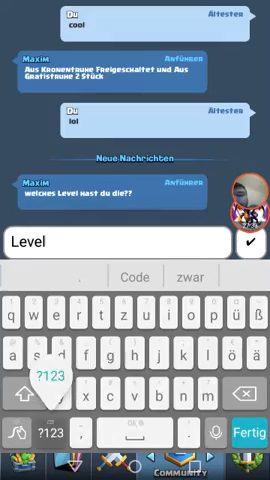 Du Ältester
cool
Maxim Anführer
Aus Kronentruhe Freigeschaltet und Aus
Gratistruhe 2 Stück
Du Ältester
lol
Neue Nachrichten
Maxim Anführer
welches Level hast du die??
Level
. Code zwar
q w e r t z u i o p ü ß
a s d f g h j k l ö ä
?123
y x c v b n m
?123 , . Fertig
Community